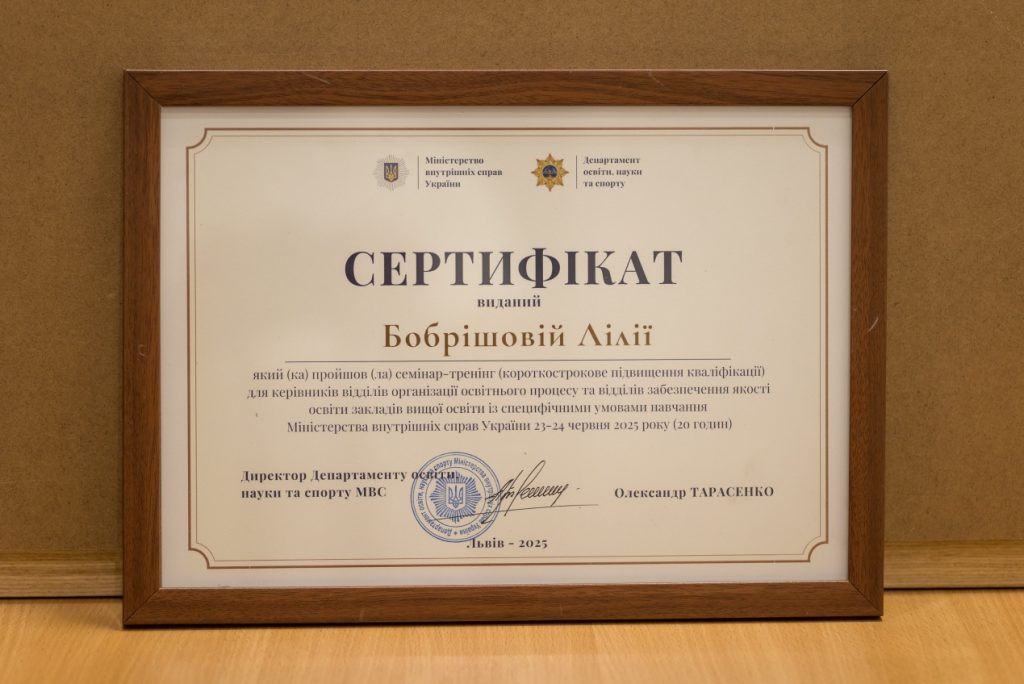 Міністерство
внутрішніх справ
України
Департамент
освіти, науки
та спорту
СЕРТИФІКАТ
виданий
Бобрішовій Лілії
який (ка) пройшов (ла) семінар-тренінг (короткострокове підвищення кваліфікації)
для керівників відділів організації освітнього процесу та відділів забезпечення якості
освіти закладів вищої освіти із специфічними умовами навчання
Міністерства внутрішніх справ України 23-24 червня 2025 року (20 годин)
Директор Департаменту освіти,
науки та спорту МВС
Олександр ТАРАСЕНКО
Львів - 2025